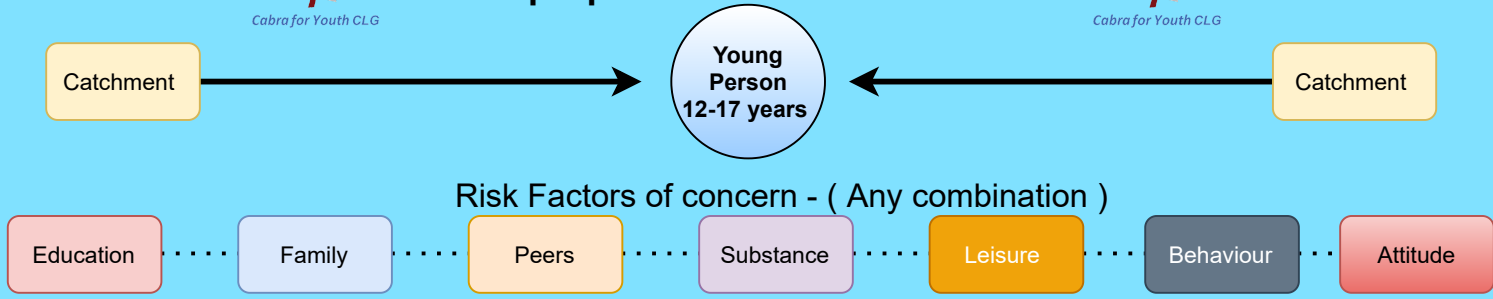 Cabra for Youth CLG
Cabra for Youth CLG
Catchment
Young
Person
12-17 years
Catchment
Risk Factors of concern - ( Any combination )
Education
Family
Peers
Substance
Leisure
Behaviour
Attitude